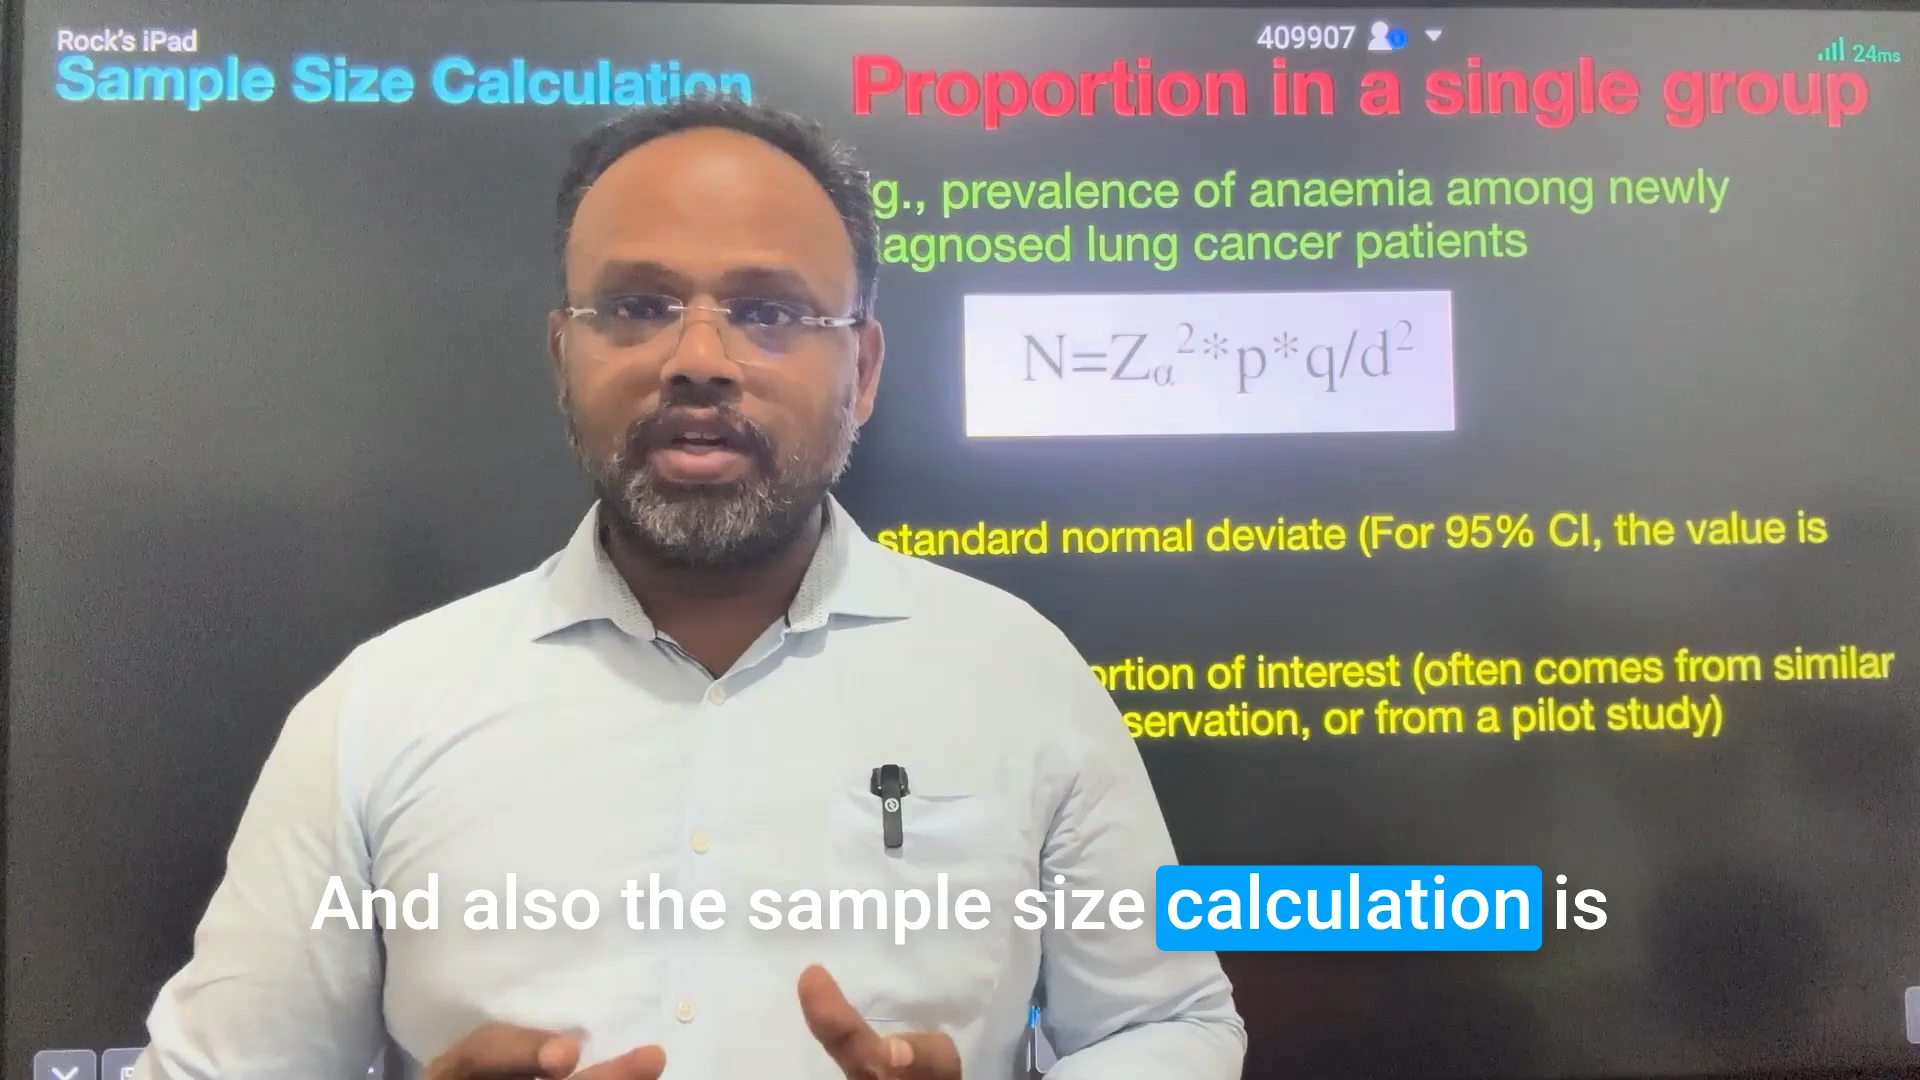 Rock's iPad
409907
24ms
Sample Size Calculation
Proportion in a single group
g., prevalence of anaemia among newly
agnosed lung cancer patients
N=Zα²*p*q/d²
standard normal deviate (For 95% CI, the value is
ortion of interest (often comes from similar
servation, or from a pilot study)
And also the sample size calculation is